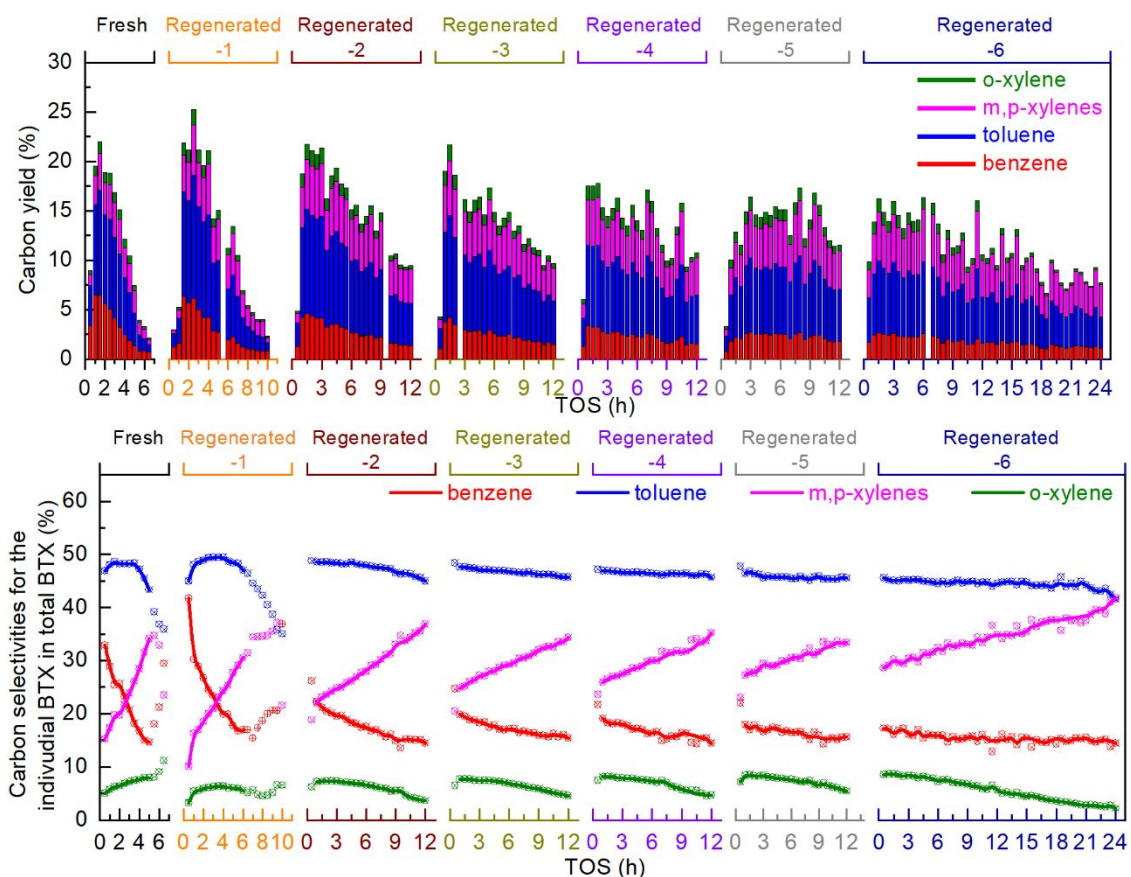 Fresh
Regenerated -1
Regenerated -2
Regenerated -3
Regenerated -4
Regenerated -5
Regenerated -6
Carbon yield (%)
30
25
20
15
10
5
0
o-xylene
m,p-xylenes
toluene
benzene
0 2 4 6
0 2 4 6 8 10
0 3 6 9 12
0 3 6 9 12
0 3 6 9 12
0 3 6 9 12
0 3 6 9 12 15 18 21 24
TOS (h)
Fresh
Regenerated -1
Regenerated -2
Regenerated -3
Regenerated -4
Regenerated -5
Regenerated -6
Carbon selectivities for the
indivudial BTX in total BTX (%)
60
50
40
30
20
10
0
benzene toluene m,p-xylenes o-xylene
0 2 4 6
0 2 4 6 8 10
0 3 6 9 12
0 3 6 9 12
0 3 6 9 12
0 3 6 9 12
0 3 6 9 12 15 18 21 24
TOS (h)